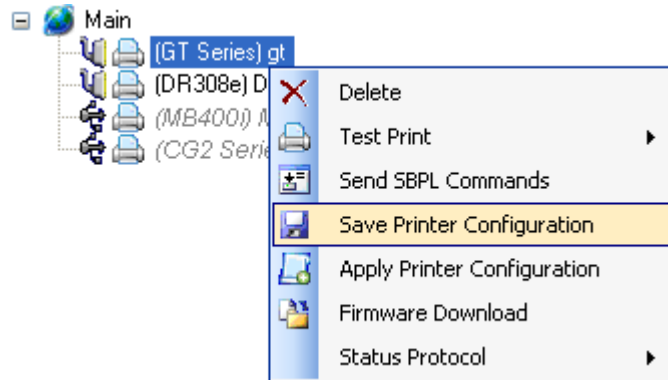 Main
(GT Series) gt
(DR308e) D
(MB400i) M
(CG2 Serie
Delete
Test Print
Send SBPL Commands
Save Printer Configuration
Apply Printer Configuration
Firmware Download
Status Protocol